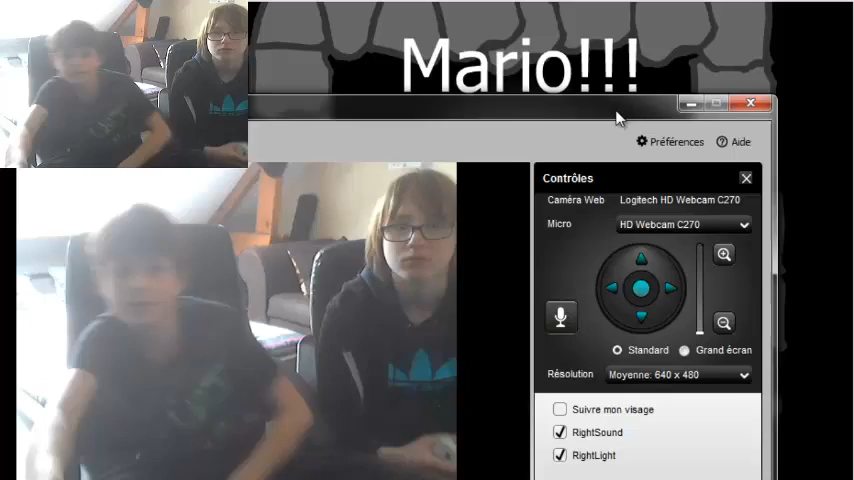 Mario!!!
Préférences
Aide
Contrôles
Caméra Web Logitech HD Webcam C270
Micro HD Webcam C270
Standard Grand écran
Résolution Moyenne: 640 x 480
Suivre mon visage
RightSound
RightLight
adidas